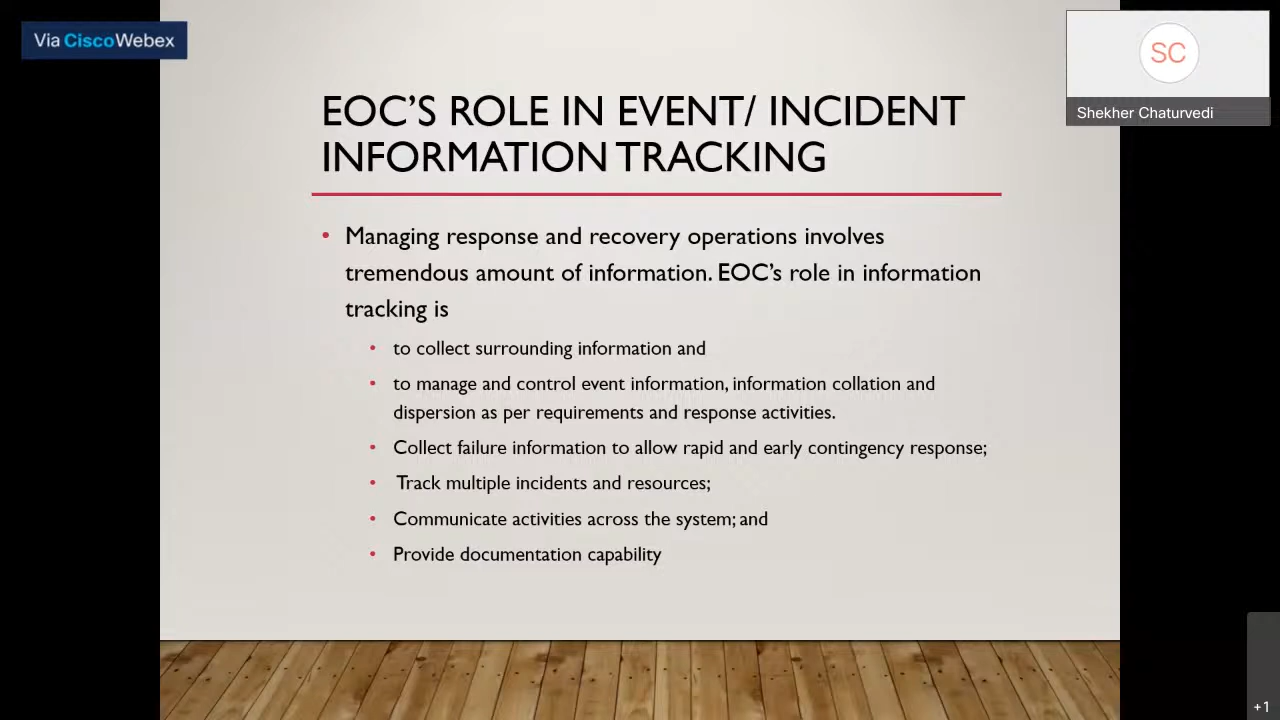 Via CiscoWebex
SC
Shekher Chaturvedi
EOC’S ROLE IN EVENT/ INCIDENT
INFORMATION TRACKING
• Managing response and recovery operations involves
tremendous amount of information. EOC’s role in information
tracking is
• to collect surrounding information and
• to manage and control event information, information collation and
dispersion as per requirements and response activities.
• Collect failure information to allow rapid and early contingency response;
• Track multiple incidents and resources;
• Communicate activities across the system; and
• Provide documentation capability
+1